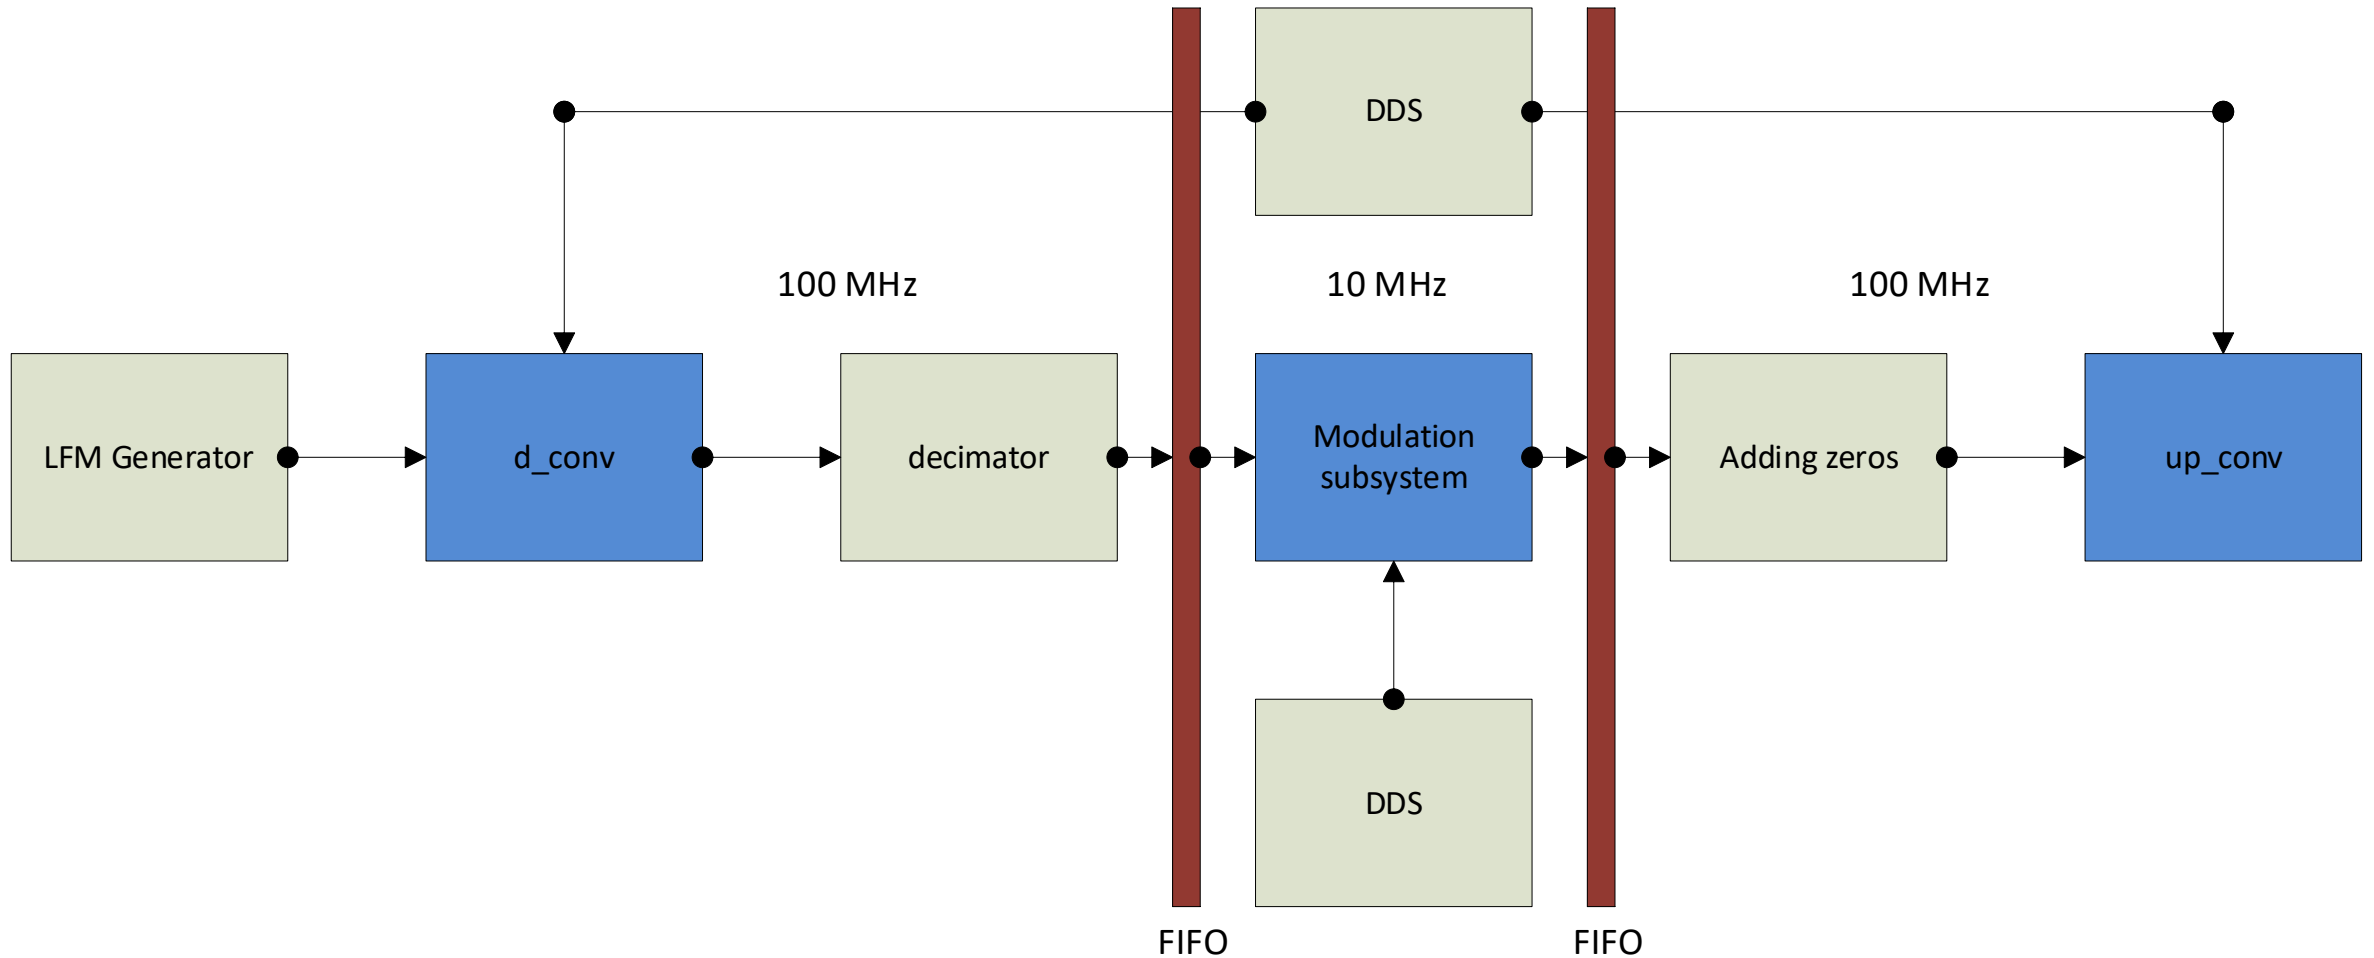 DDS
100 MHz
10 MHz
100 MHz
LFM Generator
d_conv
decimator
Modulation
subsystem
Adding zeros
up_conv
DDS
FIFO
FIFO